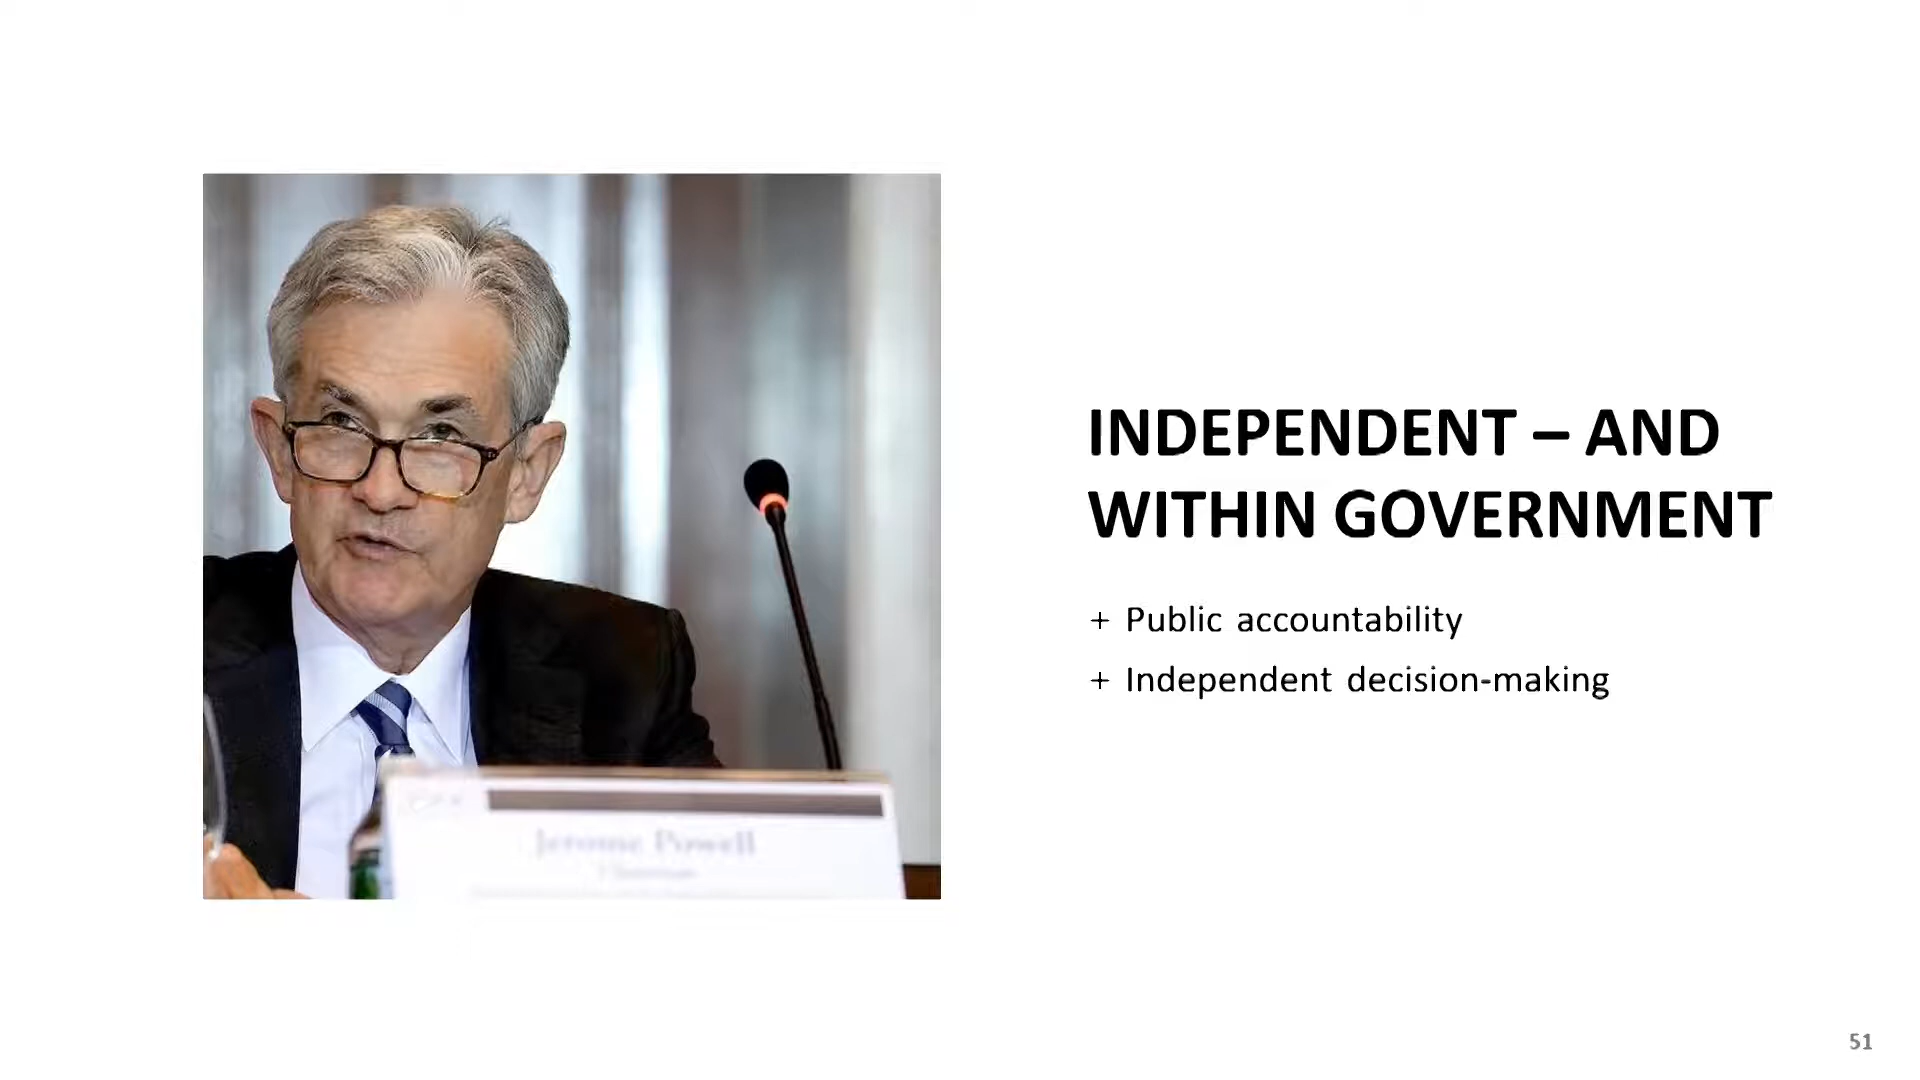 INDEPENDENT – AND
WITHIN GOVERNMENT
+ Public accountability
+ Independent decision-making
Jerome Powell
51